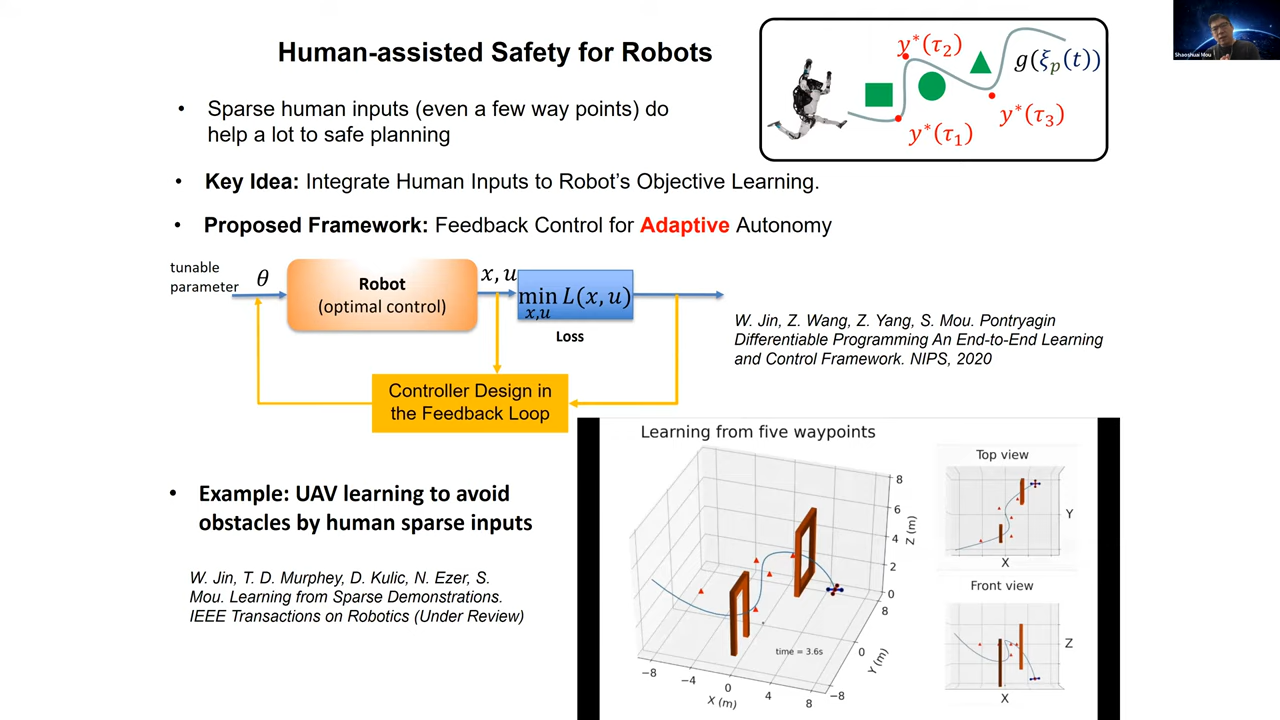 Human-assisted Safety for Robots
• Sparse human inputs (even a few way points) do
help a lot to safe planning
y*(τ₂)
g(ξₚ(t))
y*(τ₁)
y*(τ₃)
Shaoshuai Mou
• Key Idea: Integrate Human Inputs to Robot's Objective Learning.
• Proposed Framework: Feedback Control for Adaptive Autonomy
tunable
parameter
θ
Robot
(optimal control)
x, u
min L(x, u)
x,u
Loss
Controller Design in
the Feedback Loop
W. Jin, Z. Wang, Z. Yang, S. Mou. Pontryagin
Differentiable Programming An End-to-End Learning
and Control Framework. NIPS, 2020
• Example: UAV learning to avoid
obstacles by human sparse inputs
W. Jin, T. D. Murphey, D. Kulic, N. Ezer, S.
Mou. Learning from Sparse Demonstrations.
IEEE Transactions on Robotics (Under Review)
Learning from five waypoints
8
6
4
2
0
Z (m)
8
0
−8
Y (m)
−8
−4
0
4
8
X (m)
time = 3.6s
Top view
Y
X
Front view
Z
X